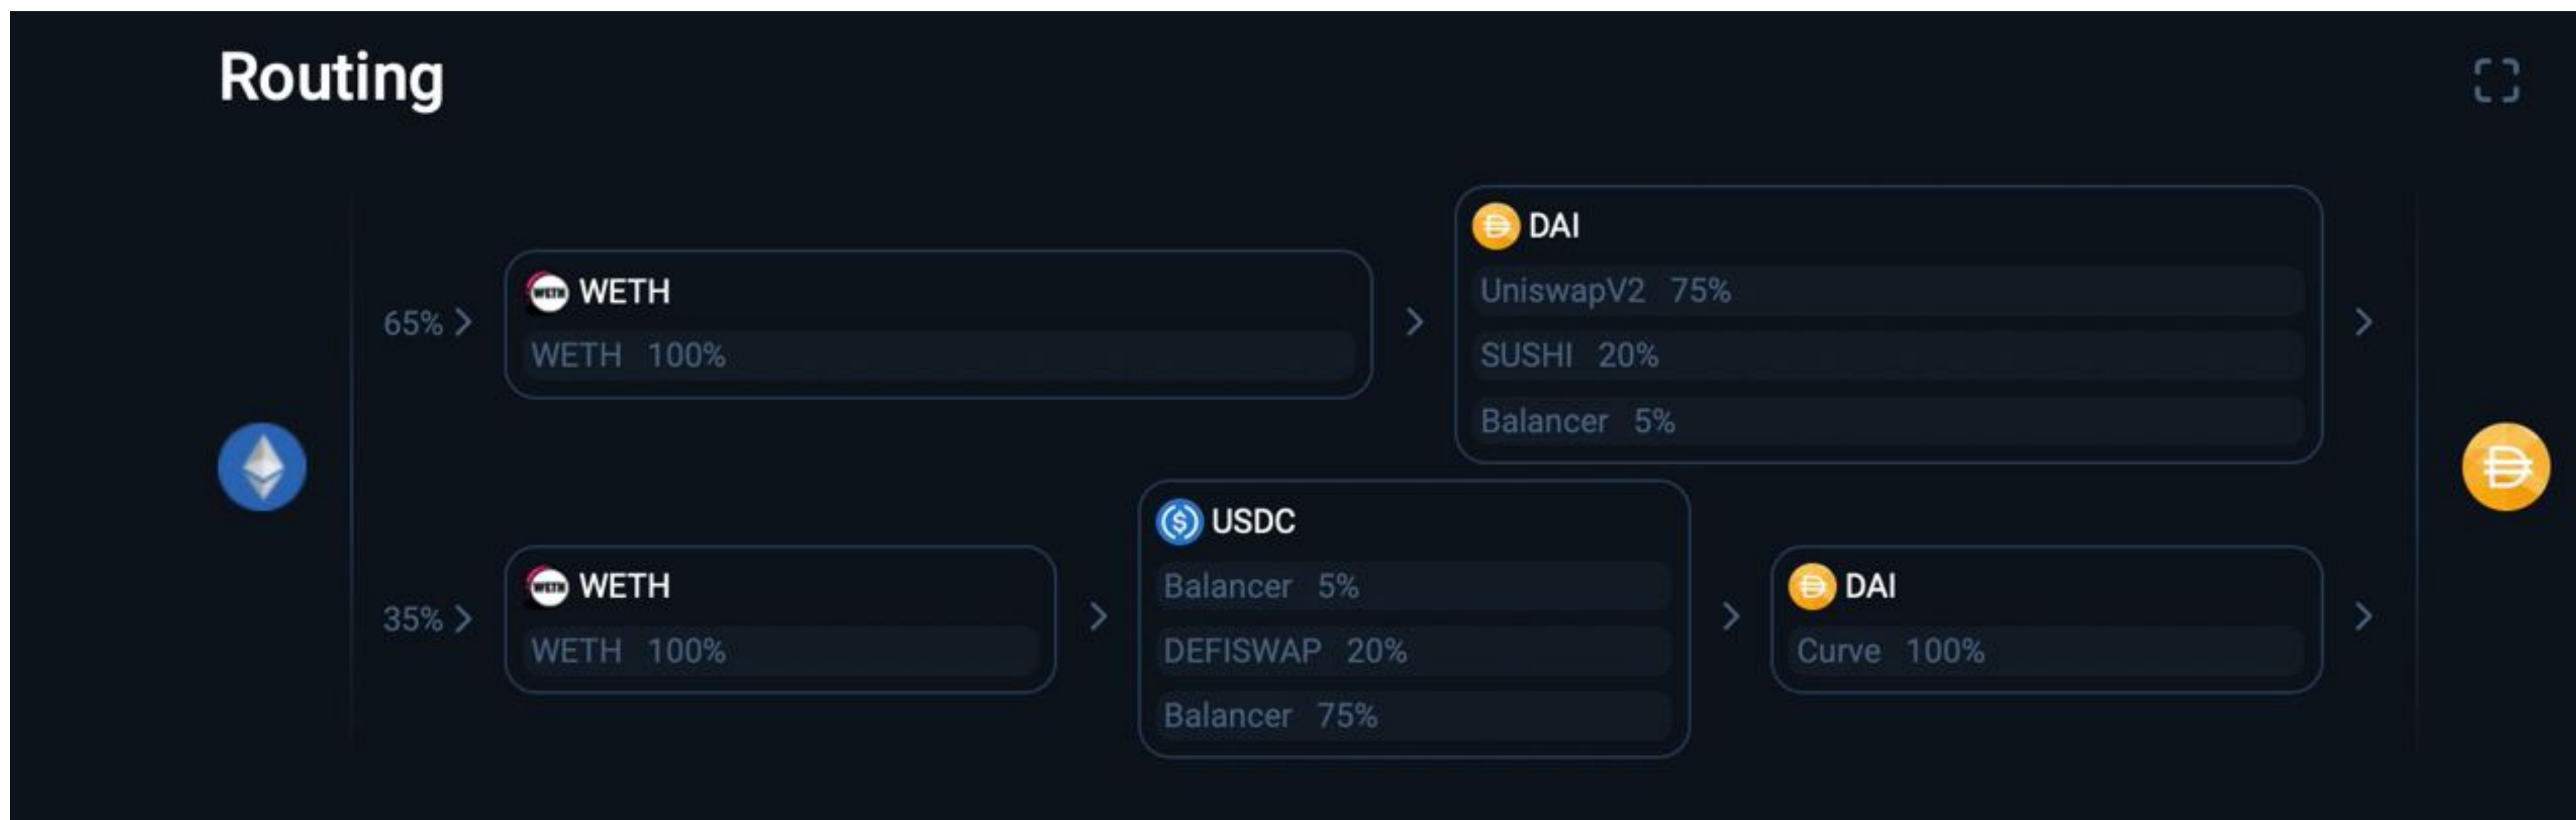 Routing
65%
WETH
WETH 100%
DAI
UniswapV2 75%
SUSHI 20%
Balancer 5%
35%
WETH
WETH 100%
USDC
Balancer 5%
DEFISWAP 20%
Balancer 75%
DAI
Curve 100%